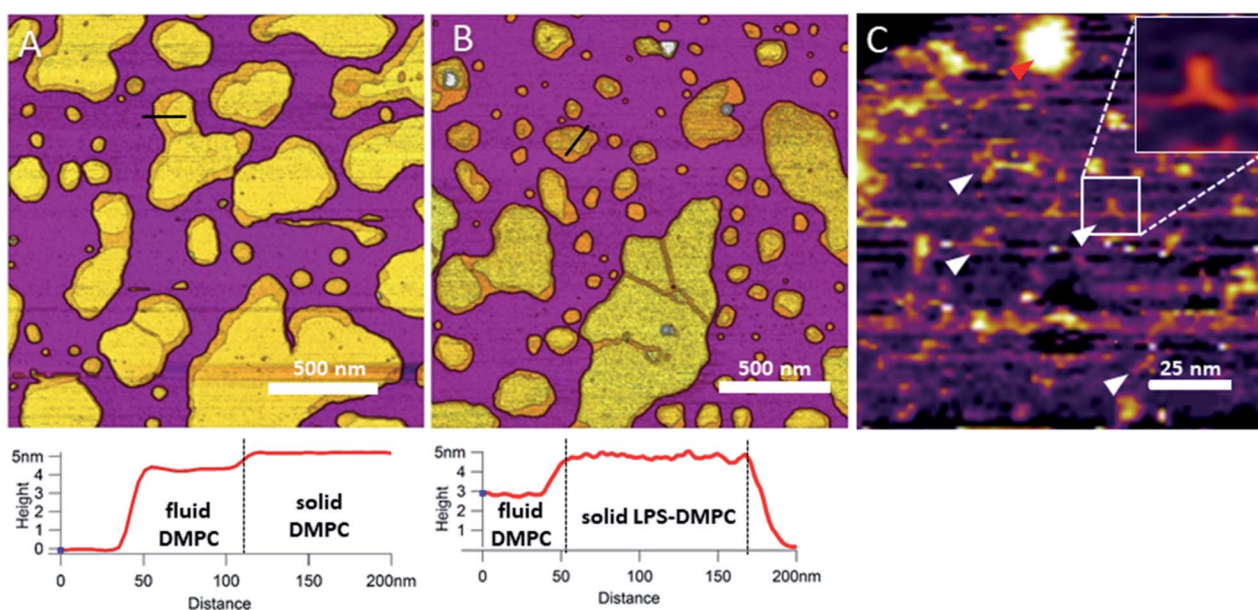 A
B
C
500 nm
500 nm
25 nm
5nm
4
3
2
1
0
Height
fluid
DMPC
solid
DMPC
0
50
100
150
200nm
Distance
5nm
4
3
2
1
Height
fluid
DMPC
solid LPS-DMPC
0
50
100
150
200nm
Distance